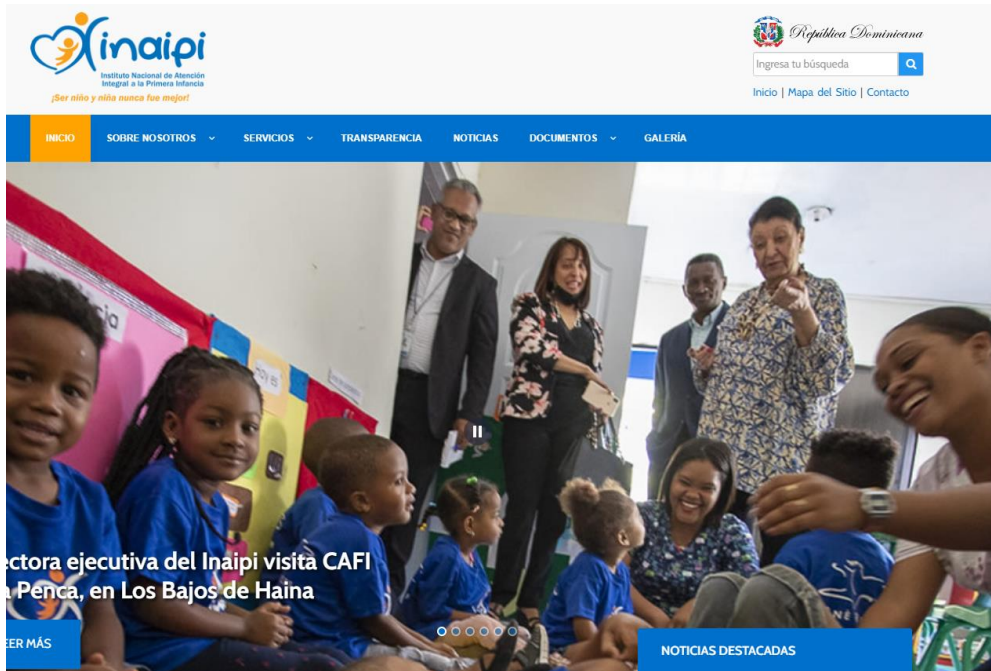 inaipi
Instituto Nacional de Atención
Integral a la Primera Infancia
¡Ser niño y niña nunca fue mejor!
República Dominicana
Ingresa tu búsqueda
Inicio | Mapa del Sitio | Contacto
INICIO SOBRE NOSOTROS SERVICIOS TRANSPARENCIA NOTICIAS DOCUMENTOS GALERÍA
Hoy es
ectora ejecutiva del Inaipi visita CAFI
Penca, en Los Bajos de Haina
EER MÁS
NOTICIAS DESTACADAS